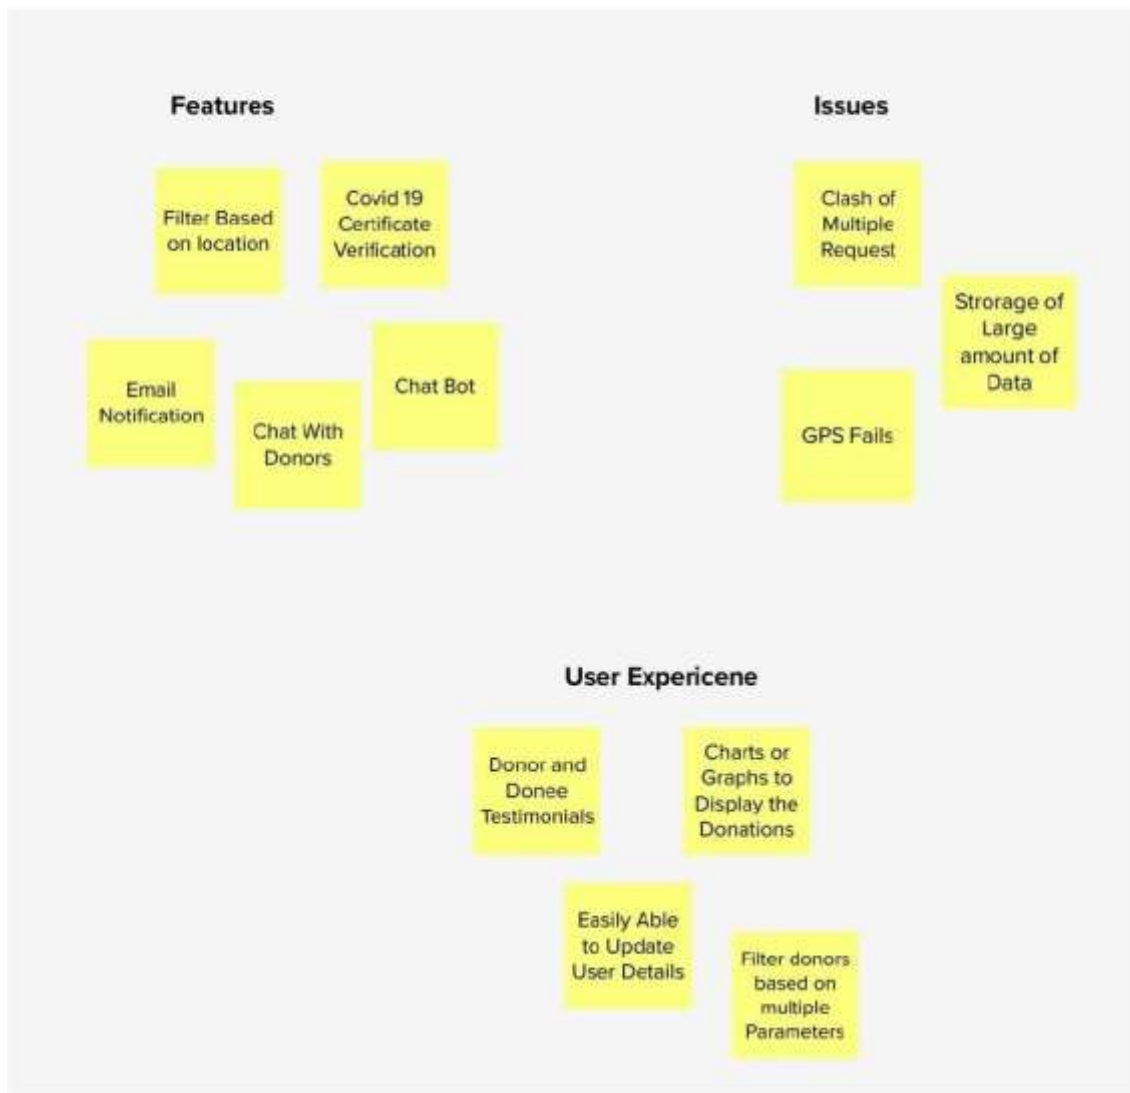 Features
Filter Based
on location
Covid 19
Certificate
Verification
Email
Notification
Chat With
Donors
Chat Bot
Issues
Clash of
Multiple
Request
Strorage of
Large
amount of
Data
GPS Fails
User Expericene
Donor and
Donee
Testimonials
Charts or
Graphs to
Display the
Donations
Easily Able
to Update
User Details
Filter donors
based on
multiple
Parameters